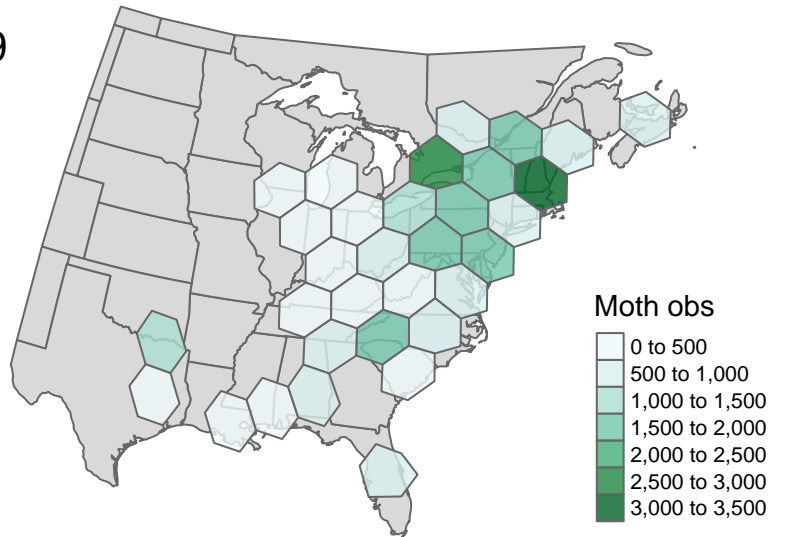 9
Moth obs
0 to 500
500 to 1,000
1,000 to 1,500
1,500 to 2,000
2,000 to 2,500
2,500 to 3,000
3,000 to 3,500